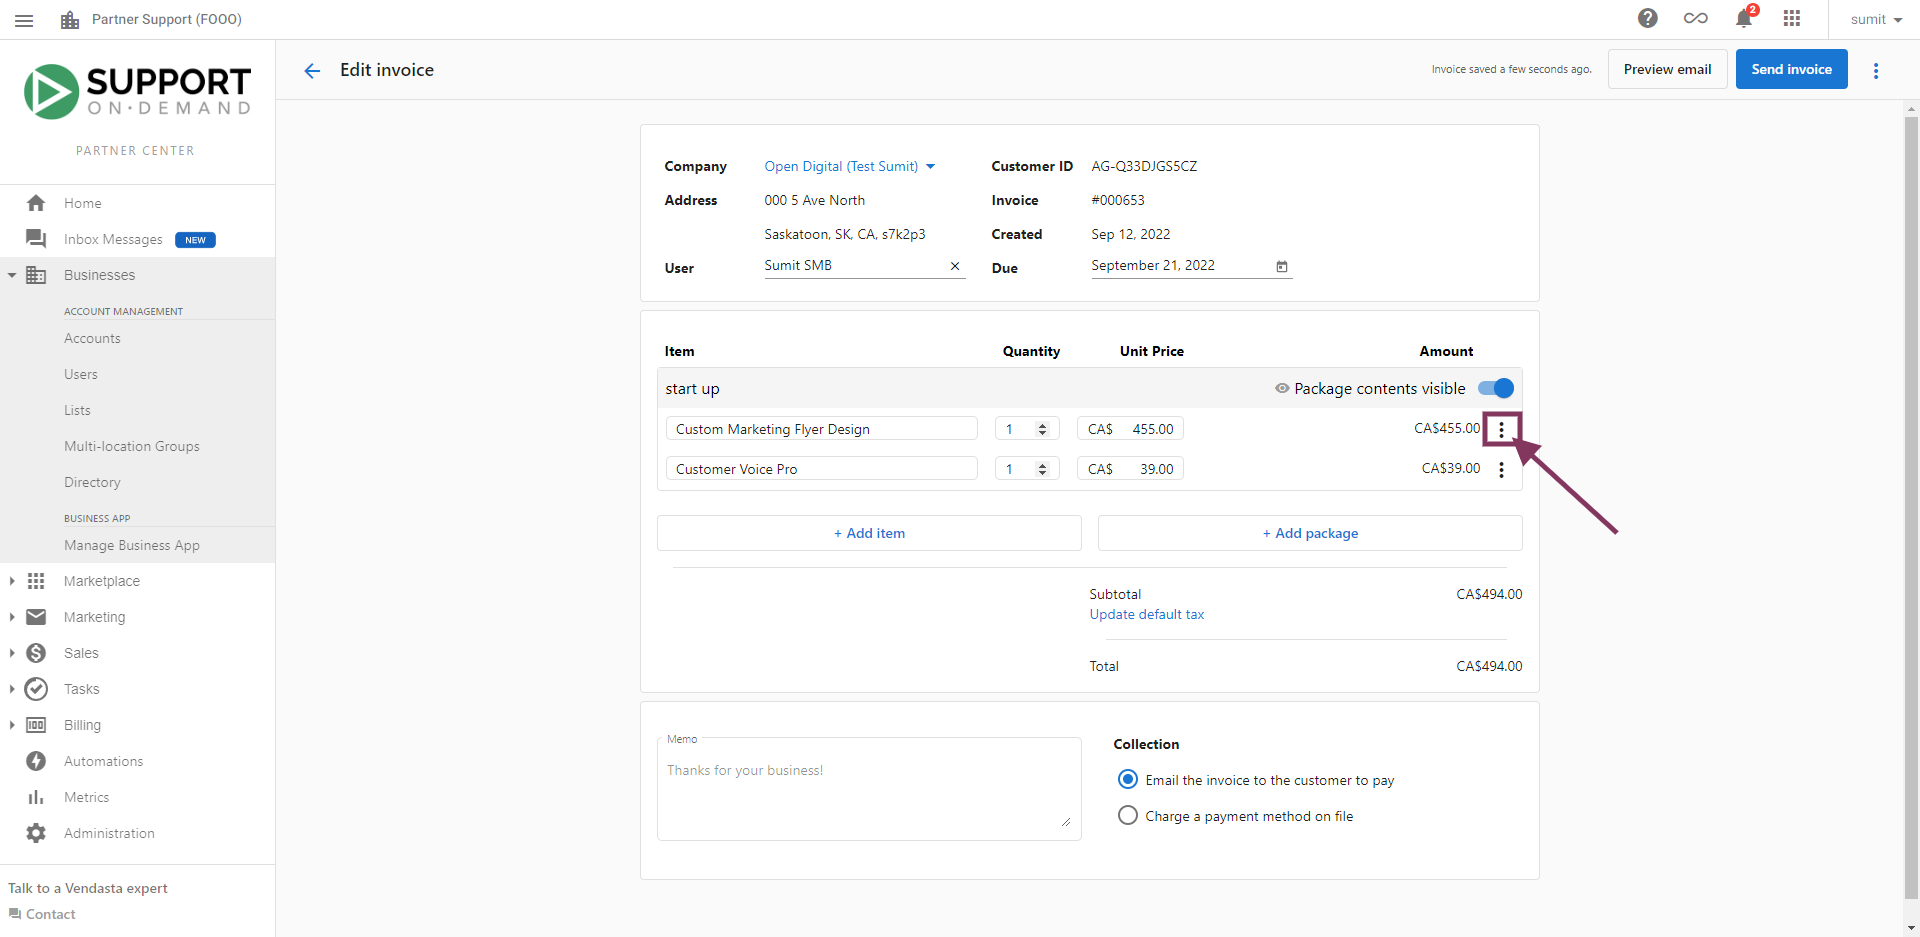 Partner Support (FOOO)
2
sumit
SUPPORT
ON·DEMAND
PARTNER CENTER
Home
Inbox Messages NEW
Businesses
ACCOUNT MANAGEMENT
Accounts
Users
Lists
Multi-location Groups
Directory
BUSINESS APP
Manage Business App
Marketplace
Marketing
Sales
Tasks
Billing
Automations
Metrics
Administration
Talk to a Vendasta expert
Contact
Edit invoice
Invoice saved a few seconds ago.
Preview email
Send invoice
Company Open Digital (Test Sumit) Customer ID AG-Q33DJGS5CZ
Address 000 5 Ave North Invoice #000653
Saskatoon, SK, CA, s7k2p3 Created Sep 12, 2022
User Sumit SMB Due September 21, 2022
Item Quantity Unit Price Amount
start up Package contents visible
Custom Marketing Flyer Design 1 CA$ 455.00 CA$455.00
Customer Voice Pro 1 CA$ 39.00 CA$39.00
+ Add item + Add package
Subtotal CA$494.00
Update default tax
Total CA$494.00
Memo
Thanks for your business!
Collection
Email the invoice to the customer to pay
Charge a payment method on file